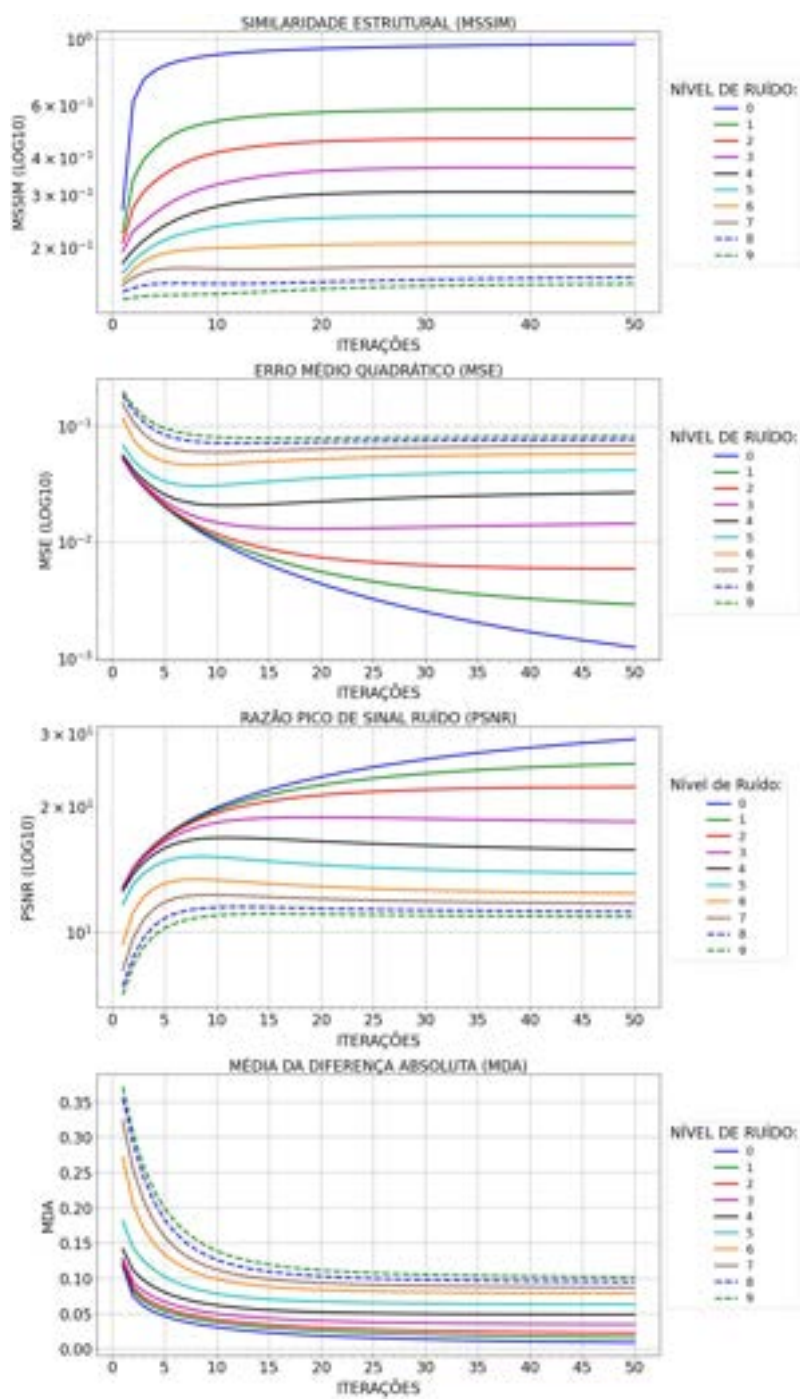 SIMILARIDADE ESTRUTURAL (MSSIM)
10⁰
6 × 10⁻¹
4 × 10⁻¹
3 × 10⁻¹
2 × 10⁻¹
MSSIM (LOG10)
0 5 10 15 20 25 30 35 40 45 50
ITERAÇÕES
NÍVEL DE RUÍDO:
0
1
2
3
4
5
6
7
8
9
ERRO MÉDIO QUADRÁTICO (MSE)
10⁻¹
10⁻²
10⁻³
MSE (LOG10)
0 5 10 15 20 25 30 35 40 45 50
ITERAÇÕES
NÍVEL DE RUÍDO:
0
1
2
3
4
5
6
7
8
9
RAZÃO PICO DE SINAL RUÍDO (PSNR)
3 × 10¹
2 × 10¹
10¹
PSNR (LOG10)
0 5 10 15 20 25 30 35 40 45 50
ITERAÇÕES
Nível de Ruído:
0
1
2
3
4
5
6
7
8
9
MÉDIA DA DIFERENÇA ABSOLUTA (MDA)
0.35
0.30
0.25
0.20
0.15
0.10
0.05
0.00
MDA
0 5 10 15 20 25 30 35 40 45 50
ITERAÇÕES
NÍVEL DE RUÍDO:
0
1
2
3
4
5
6
7
8
9